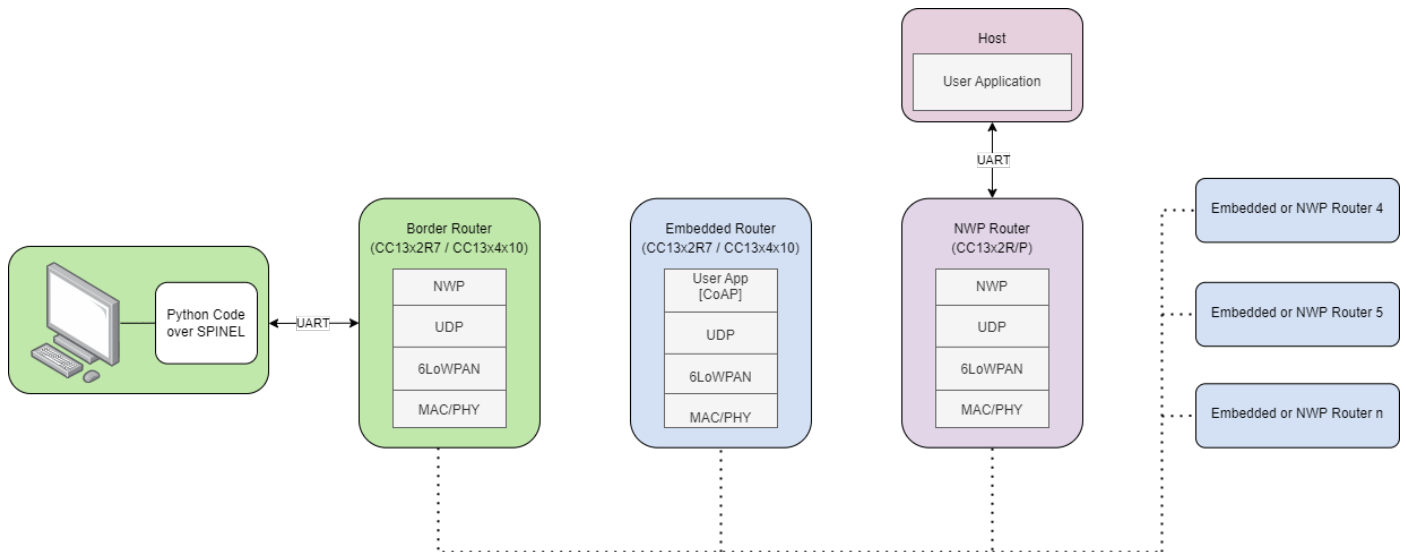 Host
User Application
UART
Python Code
over SPINEL
UART
Border Router
(CC13x2R7 / CC13x4x10)
NWP
UDP
6LoWPAN
MAC/PHY
Embedded Router
(CC13x2R7 / CC13x4x10)
User App
[CoAP]
UDP
6LoWPAN
MAC/PHY
NWP Router
(CC13x2R/P)
NWP
UDP
6LoWPAN
MAC/PHY
Embedded or NWP Router 4
Embedded or NWP Router 5
Embedded or NWP Router n